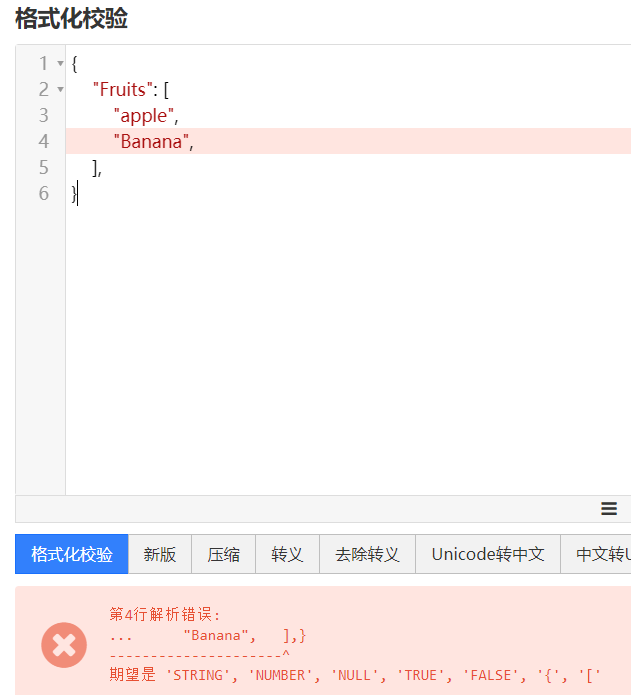 格式化校验
1 {
2 "Fruits": [
3 "apple",
4 "Banana",
5 ],
6 }
格式化校验 新版 压缩 转义 去除转义 Unicode转中文 中文转U
第4行解析错误:
... "Banana", ],}
---------------------^
期望是 'STRING', 'NUMBER', 'NULL', 'TRUE', 'FALSE', '{', '['